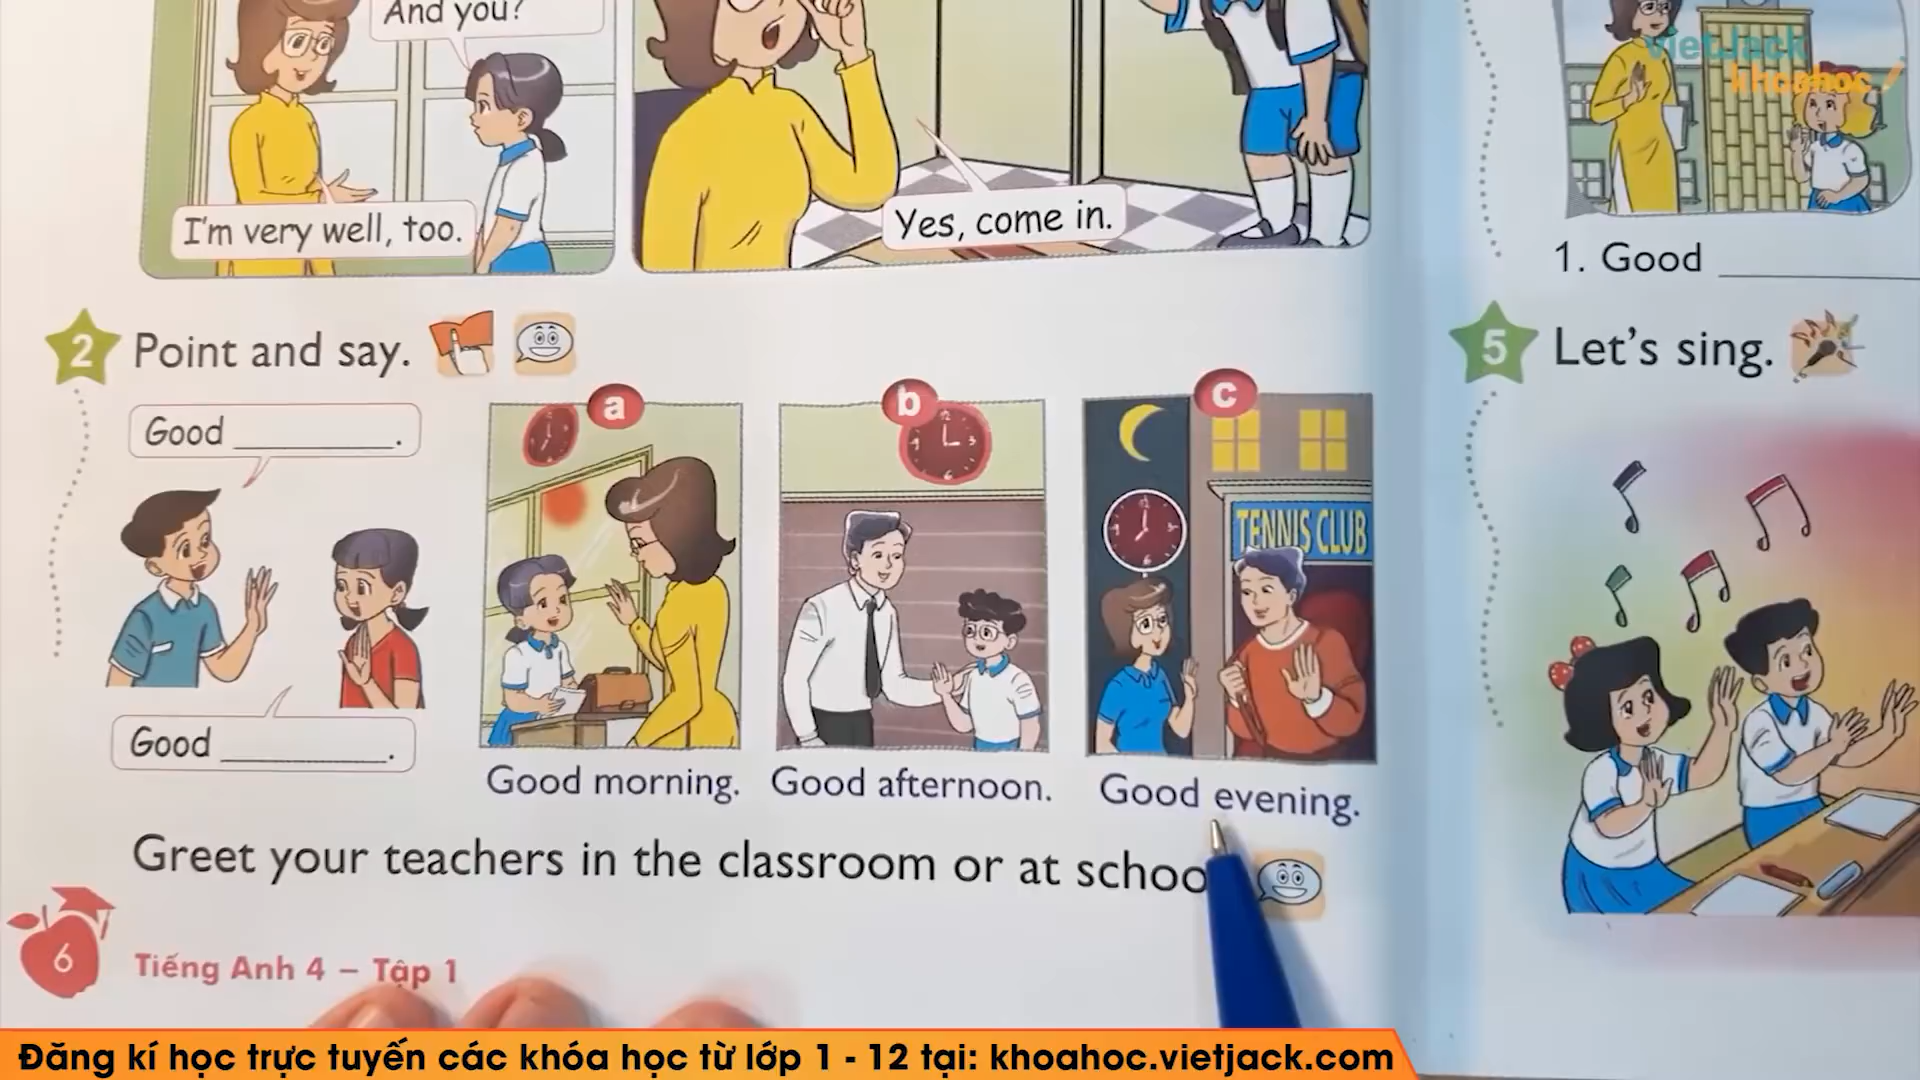 And you?
I'm very well, too.
Yes, come in.
2 Point and say.
Good ________.
Good ________.
a
b
c
TENNIS CLUB
Good morning.
Good afternoon.
Good evening.
Greet your teachers in the classroom or at schoo
6
Tiếng Anh 4 – Tập 1
vietJack
khoahoc
1. Good ________
5 Let's sing.
Đăng kí học trực tuyến các khóa học từ lớp 1 - 12 tại: khoahoc.vietjack.com